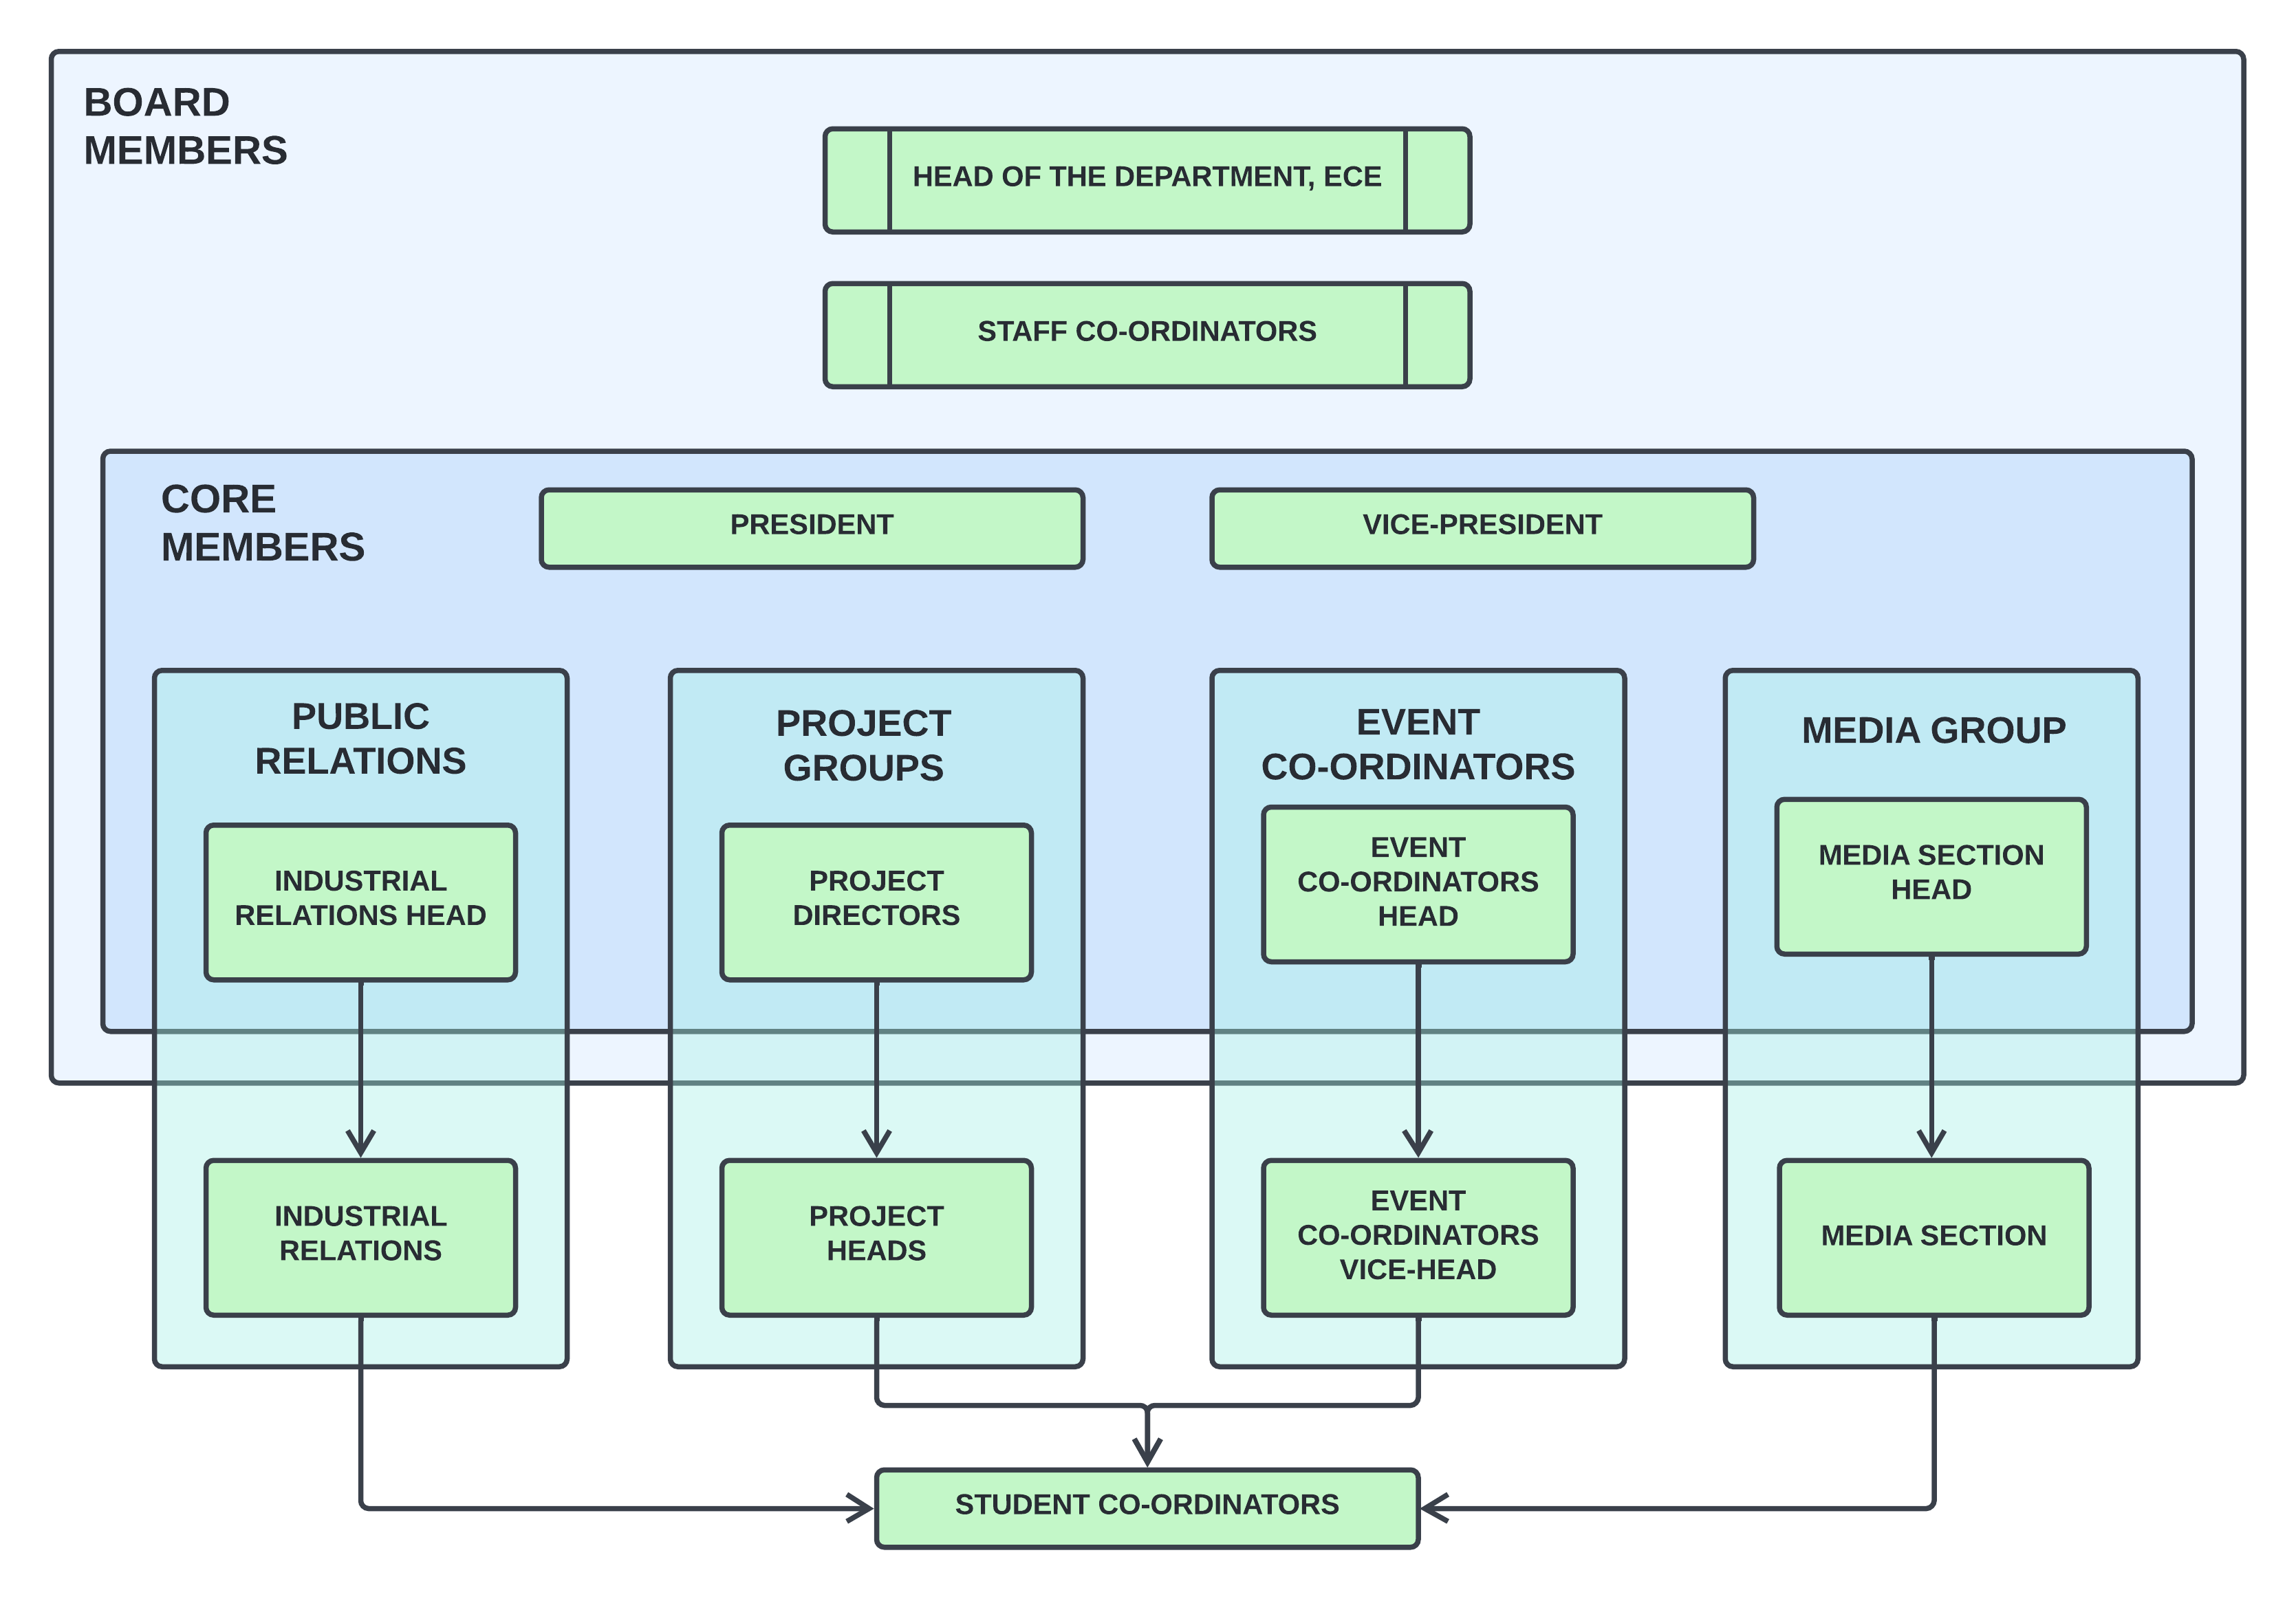 BOARD
MEMBERS
HEAD OF THE DEPARTMENT, ECE
STAFF CO-ORDINATORS
CORE
MEMBERS
PRESIDENT
VICE-PRESIDENT
PUBLIC
RELATIONS
INDUSTRIAL
RELATIONS HEAD
INDUSTRIAL
RELATIONS
PROJECT
GROUPS
PROJECT
DIRECTORS
PROJECT
HEADS
EVENT
CO-ORDINATORS
EVENT
CO-ORDINATORS
HEAD
EVENT
CO-ORDINATORS
VICE-HEAD
MEDIA GROUP
MEDIA SECTION
HEAD
MEDIA SECTION
STUDENT CO-ORDINATORS